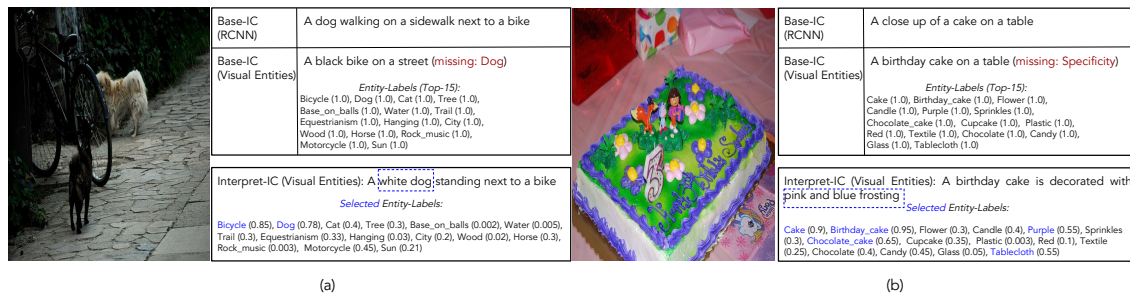 Base-IC (RCNN)
A dog walking on a sidewalk next to a bike
Base-IC (Visual Entities)
A black bike on a street (missing: Dog)
Entity-Labels (Top-15):
Bicycle (1.0), Dog (1.0), Cat (1.0), Tree (1.0),
Base_on_balls (1.0), Water (1.0), Trail (1.0),
Equestrianism (1.0), Hanging (1.0), City (1.0),
Wood (1.0), Horse (1.0), Rock_music (1.0),
Motorcycle (1.0), Sun (1.0)
Interpret-IC (Visual Entities): A white dog standing next to a bike
Selected Entity-Labels:
Bicycle (0.85), Dog (0.78), Cat (0.4), Tree (0.3), Base_on_balls (0.002), Water (0.005),
Trail (0.3), Equestrianism (0.33), Hanging (0.03), City (0.2), Wood (0.02), Horse (0.3),
Rock_music (0.003), Motorcycle (0.45), Sun (0.21)
(a)
Base-IC (RCNN)
A close up of a cake on a table
Base-IC (Visual Entities)
A birthday cake on a table (missing: Specificity)
Entity-Labels (Top-15):
Cake (1.0), Birthday_cake (1.0), Flower (1.0),
Candle (1.0), Purple (1.0), Sprinkles (1.0),
Chocolate_cake (1.0), Cupcake (1.0), Plastic (1.0),
Red (1.0), Textile (1.0), Chocolate (1.0), Candy (1.0),
Glass (1.0), Tablecloth (1.0)
Interpret-IC (Visual Entities): A birthday cake is decorated with
pink and blue frosting
Selected Entity-Labels:
Cake (0.9), Birthday_cake (0.95), Flower (0.3), Candle (0.4), Purple (0.55), Sprinkles
(0.3), Chocolate_cake (0.65), Cupcake (0.35), Plastic (0.003), Red (0.1), Textile
(0.25), Chocolate (0.4), Candy (0.45), Glass (0.05), Tablecloth (0.55)
(b)